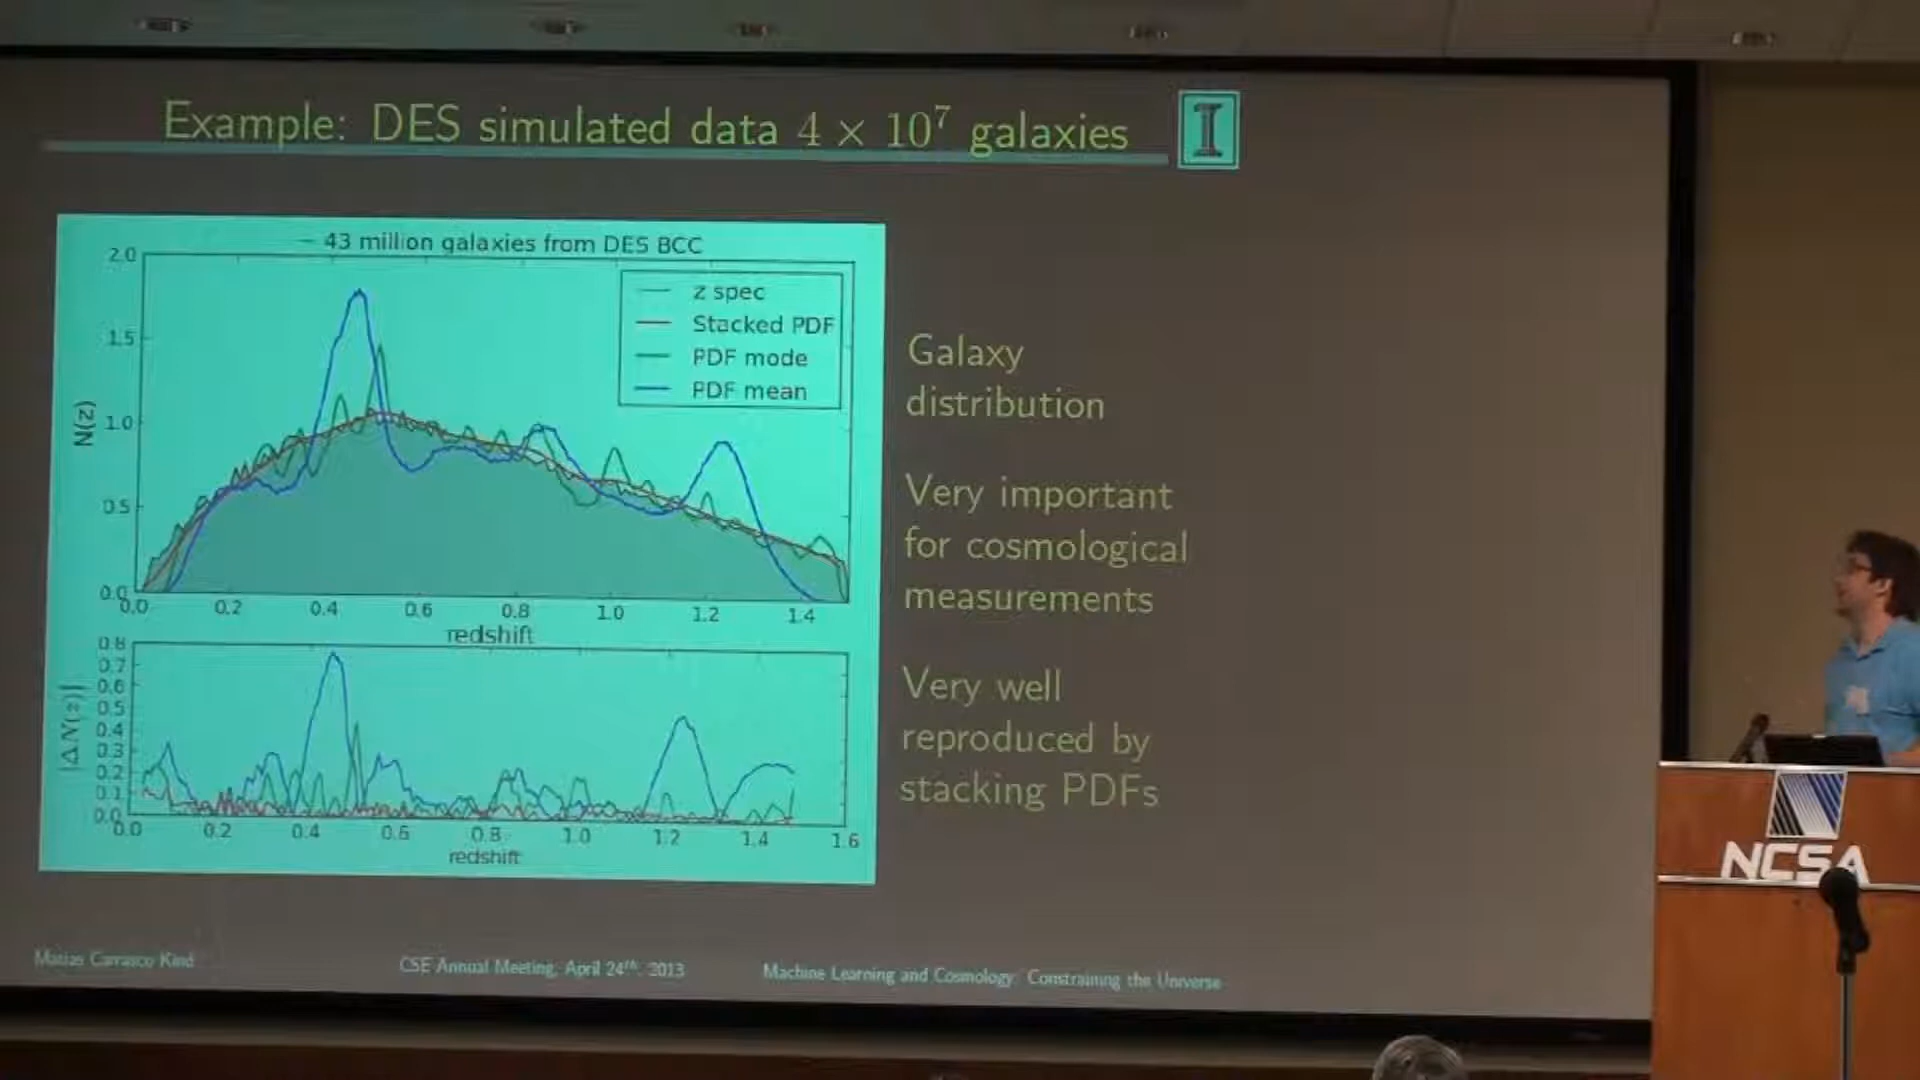 Example: DES simulated data 4 × 10⁷ galaxies
I
~ 43 million galaxies from DES BCC
z spec
Stacked PDF
PDF mode
PDF mean
N(z)
2.0
1.5
1.0
0.5
0.0
0.0 0.2 0.4 0.6 0.8 1.0 1.2 1.4
redshift
|ΔN(z)|
0.8
0.7
0.6
0.5
0.4
0.3
0.2
0.1
0.0
0.0 0.2 0.4 0.6 0.8 1.0 1.2 1.4 1.6
redshift
Galaxy
distribution
Very important
for cosmological
measurements
Very well
reproduced by
stacking PDFs
Matias Carrasco Kind
CSE Annual Meeting, April 24th, 2013
Machine Learning and Cosmology: Constraining the Universe
NCSA